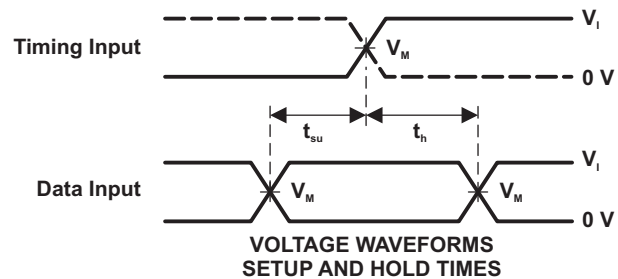 V_I
Timing Input
V_M
0 V
t_su
t_h
V_I
Data Input
V_M
V_M
0 V
VOLTAGE WAVEFORMS
SETUP AND HOLD TIMES